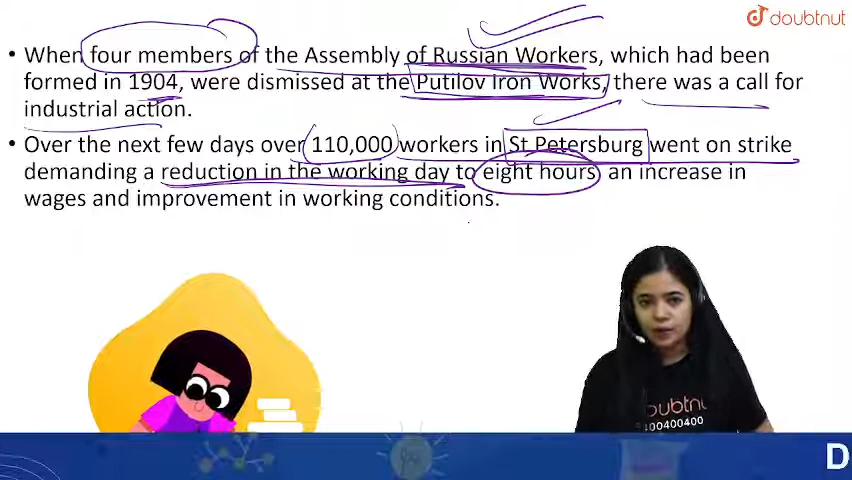 doubtnut
• When four members of the Assembly of Russian Workers, which had been
formed in 1904, were dismissed at the Putilov Iron Works, there was a call for
industrial action.
• Over the next few days over 110,000 workers in St Petersburg went on strike
demanding a reduction in the working day to eight hours, an increase in
wages and improvement in working conditions.
doubtnut
8400400400
D